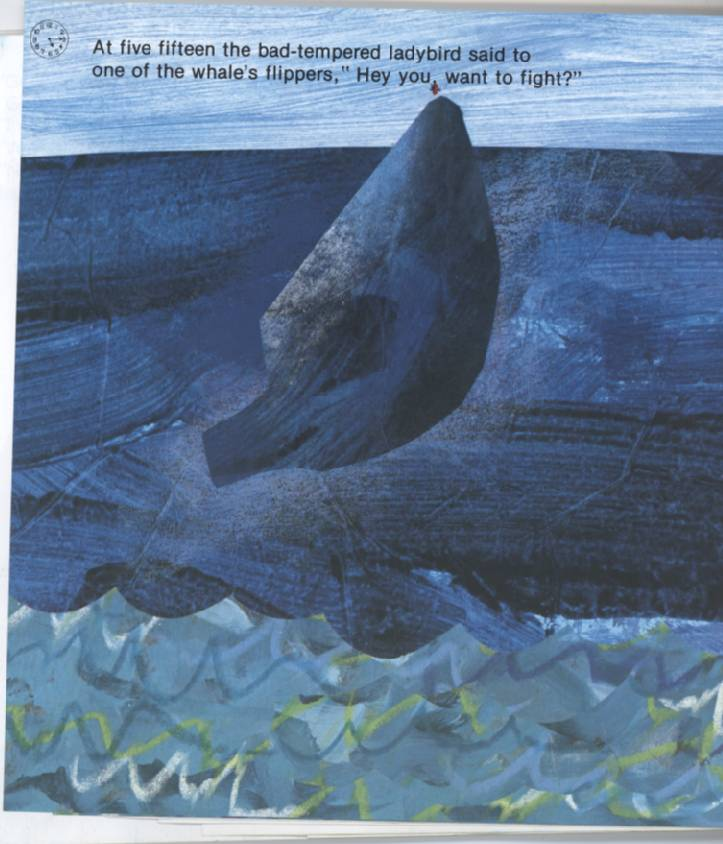 At five fifteen the bad-tempered ladybird said to
one of the whale's flippers," Hey you, want to fight?"